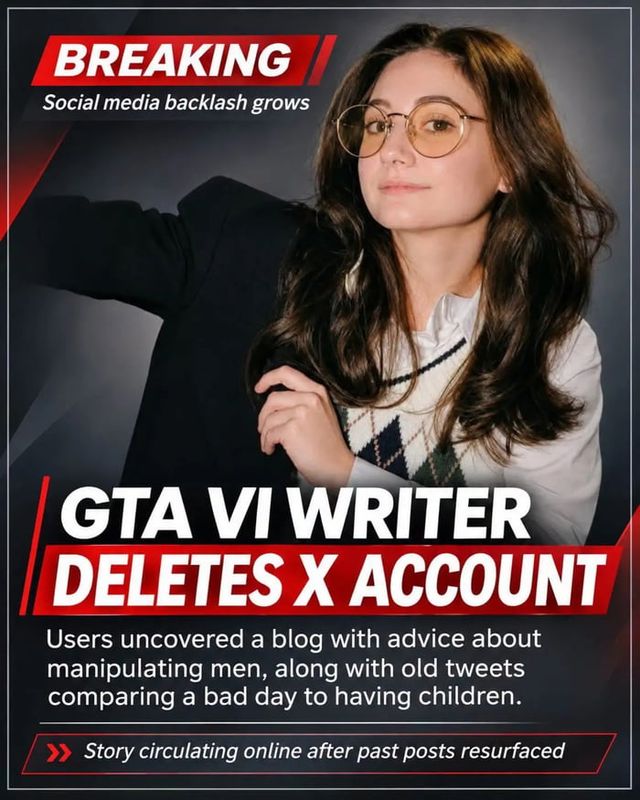 BREAKING
Social media backlash grows
GTA VI WRITER
DELETES X ACCOUNT
Users uncovered a blog with advice about
manipulating men, along with old tweets
comparing a bad day to having children.
Story circulating online after past posts resurfaced